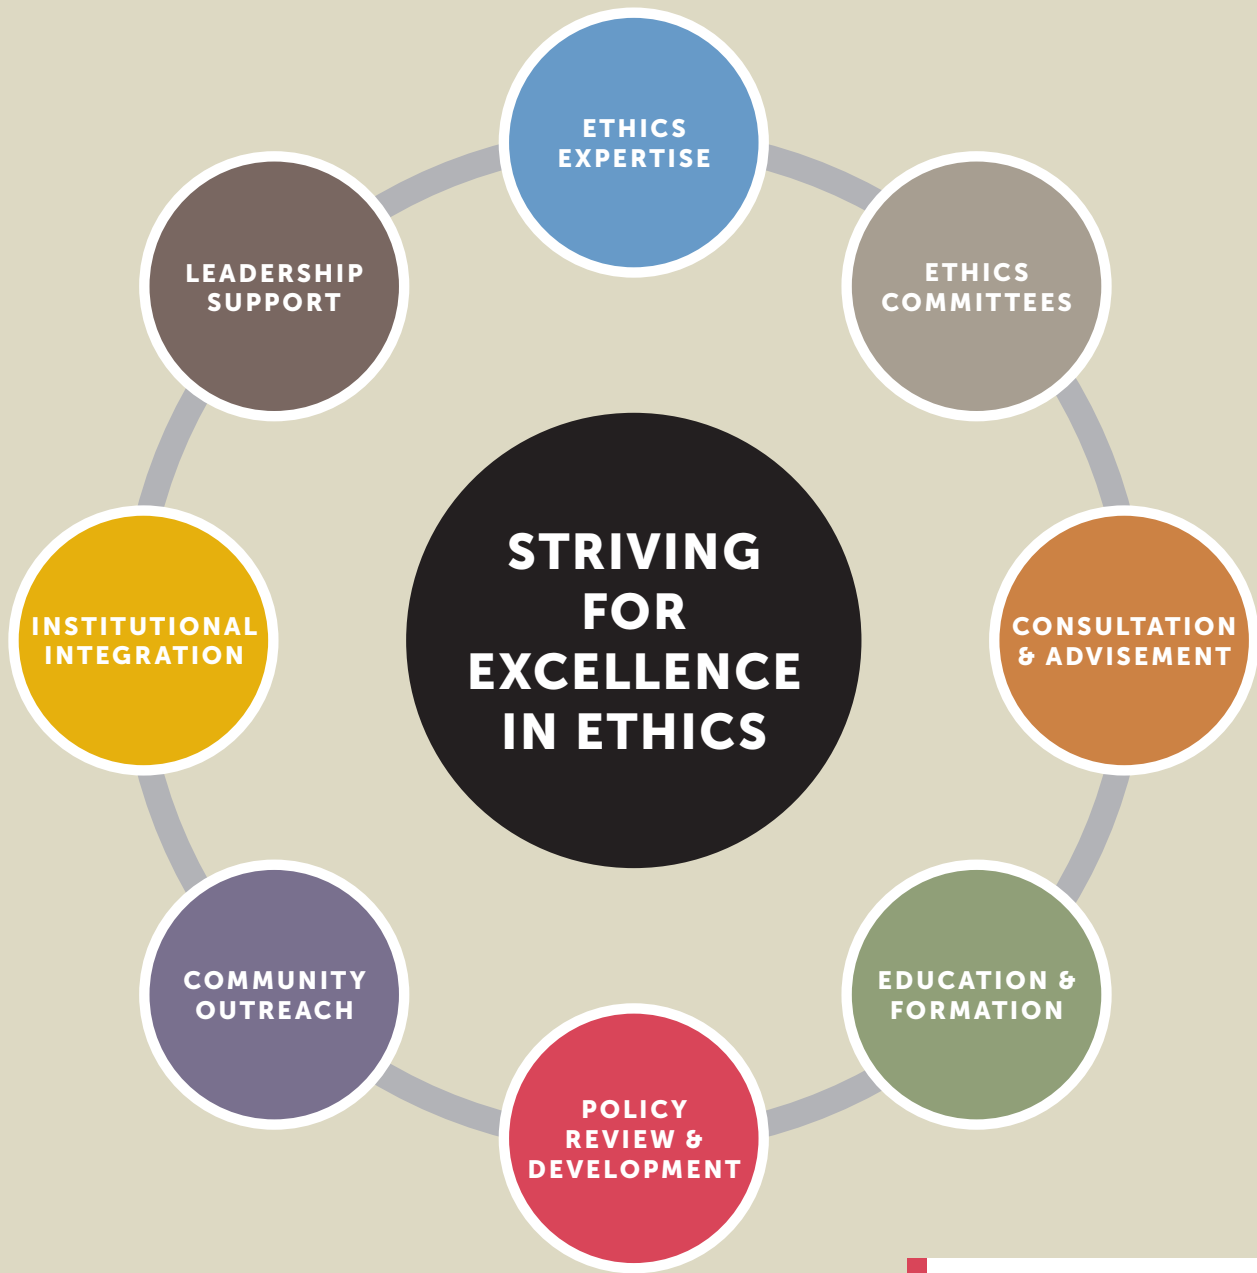 ETHICS
EXPERTISE
ETHICS
COMMITTEES
CONSULTATION
& ADVISEMENT
EDUCATION &
FORMATION
POLICY
REVIEW &
DEVELOPMENT
COMMUNITY
OUTREACH
INSTITUTIONAL
INTEGRATION
LEADERSHIP
SUPPORT
STRIVING
FOR
EXCELLENCE
IN ETHICS